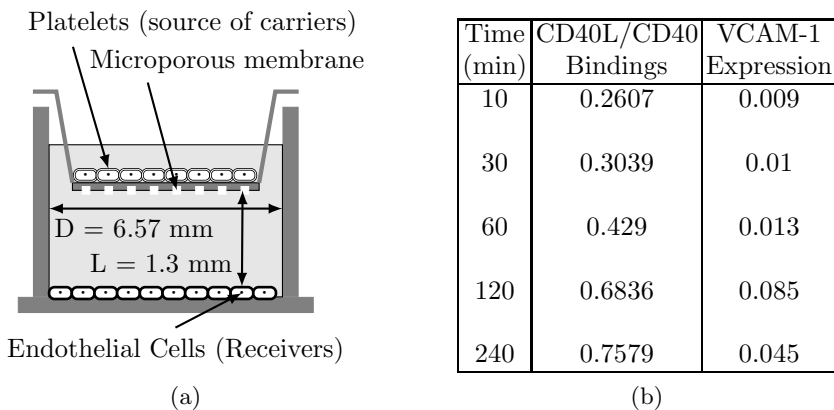 Platelets (source of carriers)
Microporous membrane
D = 6.57 mm
L = 1.3 mm
Endothelial Cells (Receivers)
(a)
Time CD40L/CD40 VCAM-1
(min) Bindings Expression
10 0.2607 0.009
30 0.3039 0.01
60 0.429 0.013
120 0.6836 0.085
240 0.7579 0.045
(b)